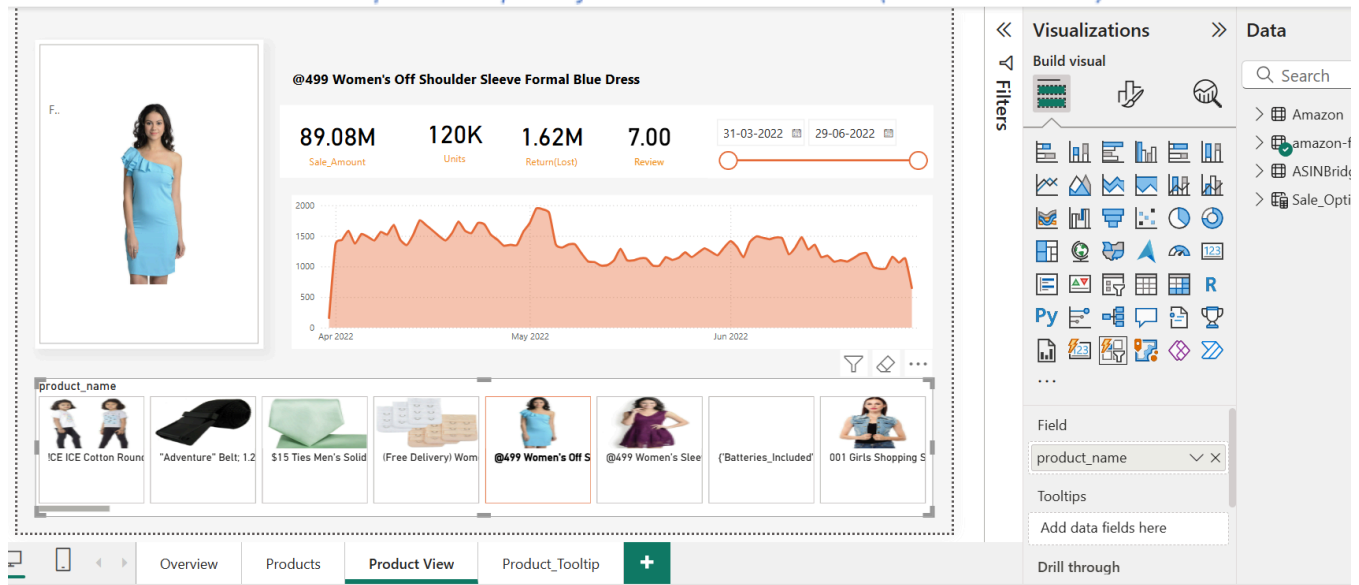 Visualizations
Data
Build visual
Search
Filters
Amazon
amazon-f
ASINBridg
Sale_Opti
@499 Women's Off Shoulder Sleeve Formal Blue Dress
F..
89.08M
120K
1.62M
7.00
31-03-2022
29-06-2022
Sale_Amount
Units
Return(Lost)
Review
2000
1500
1000
500
0
Apr 2022
May 2022
Jun 2022
123
R
Py
123
product_name
!CE ICE Cotton Roun
"Adventure" Belt; 1.2
$15 Ties Men's Solid
(Free Delivery) Wom
@499 Women's Off S
@499 Women's Slee
{'Batteries_Included'
001 Girls Shopping S
Field
product_name
Tooltips
Add data fields here
Drill through
Overview
Products
Product View
Product_Tooltip